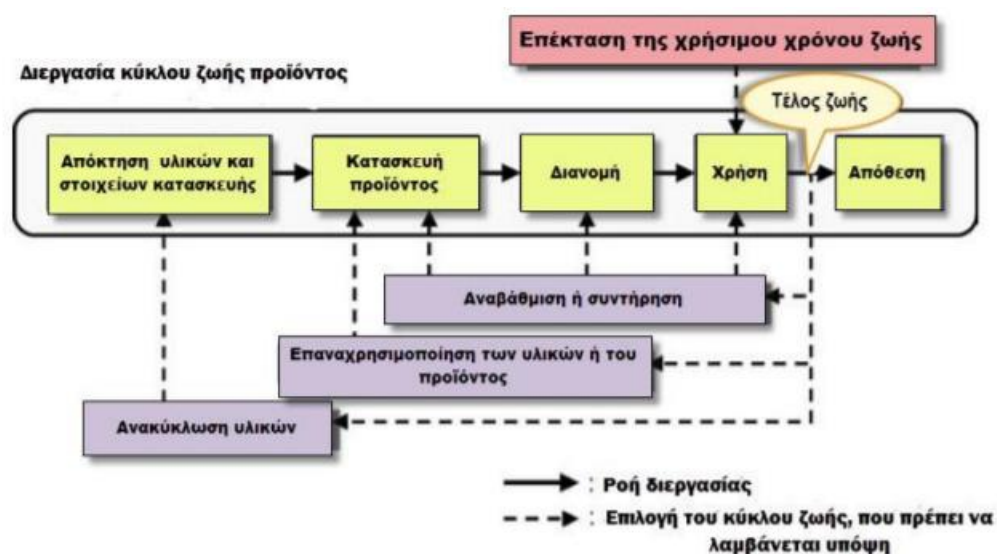 Επέκταση της χρήσιμου χρόνου ζωής
Διεργασία κύκλου ζωής προϊόντος
Τέλος ζωής
Απόκτηση υλικών και
στοιχείων κατασκευής
Κατασκευή
προϊόντος
Διανομή
Χρήση
Απόθεση
Αναβάθμιση ή συντήρηση
Επαναχρησιμοποίηση των υλικών ή του
προϊόντος
Ανακύκλωση υλικών
: Ροή διεργασίας
: Επιλογή του κύκλου ζωής, που πρέπει να
λαμβάνεται υπόψη